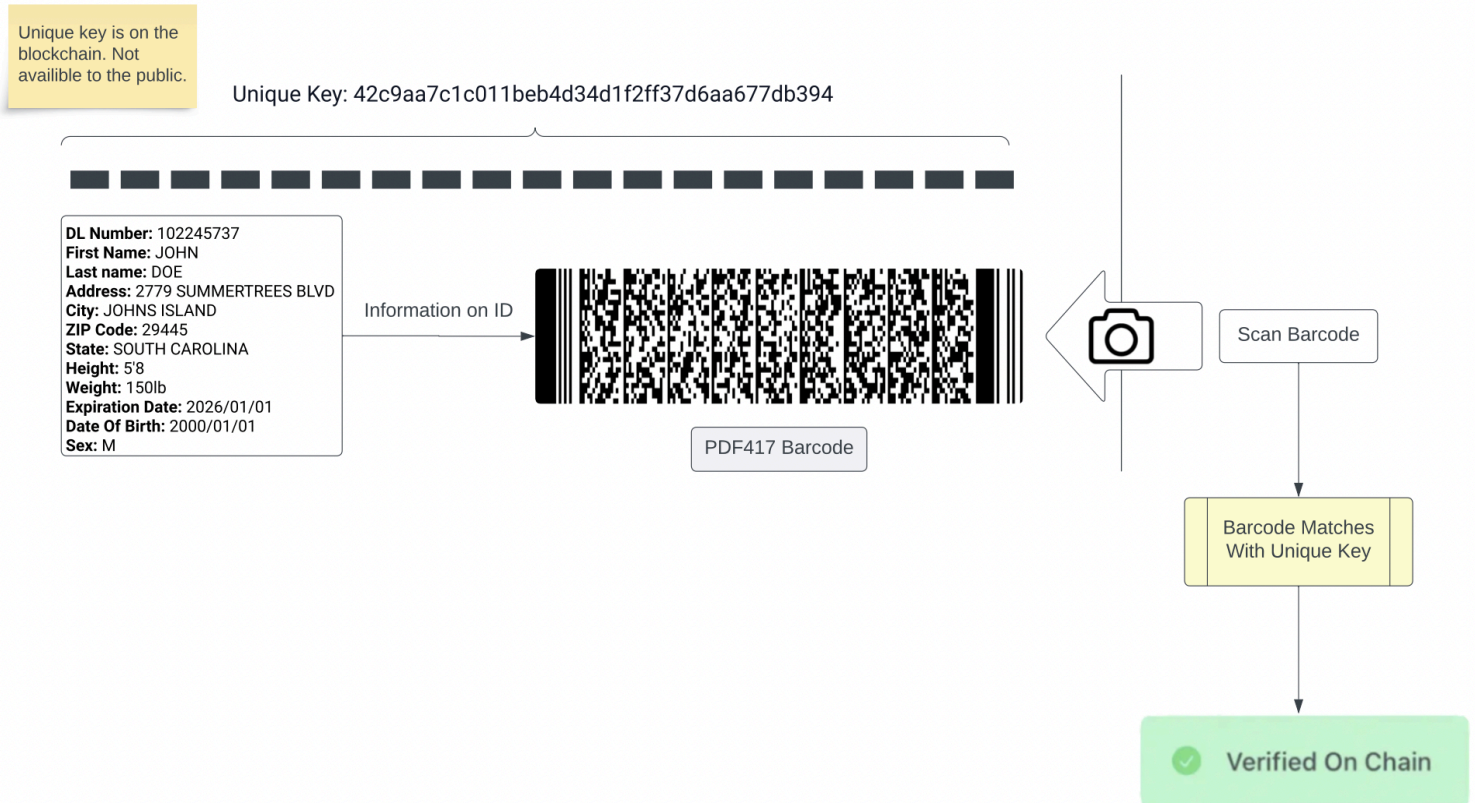 Unique key is on the
blockchain. Not
availible to the public.
Unique Key: 42c9aa7c1c011beb4d34d1f2ff37d6aa677db394
DL Number: 102245737
First Name: JOHN
Last name: DOE
Address: 2779 SUMMERTREES BLVD
City: JOHNS ISLAND
ZIP Code: 29445
State: SOUTH CAROLINA
Height: 5'8
Weight: 150lb
Expiration Date: 2026/01/01
Date Of Birth: 2000/01/01
Sex: M
Information on ID
PDF417 Barcode
Scan Barcode
Barcode Matches
With Unique Key
Verified On Chain